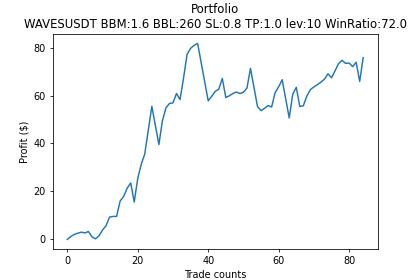 Portfolio
WAVESUSDT BBM:1.6 BBL:260 SL:0.8 TP:1.0 lev:10 WinRatio:72.0
80
60
40
20
0
Profit ($)
0 20 40 60 80
Trade counts